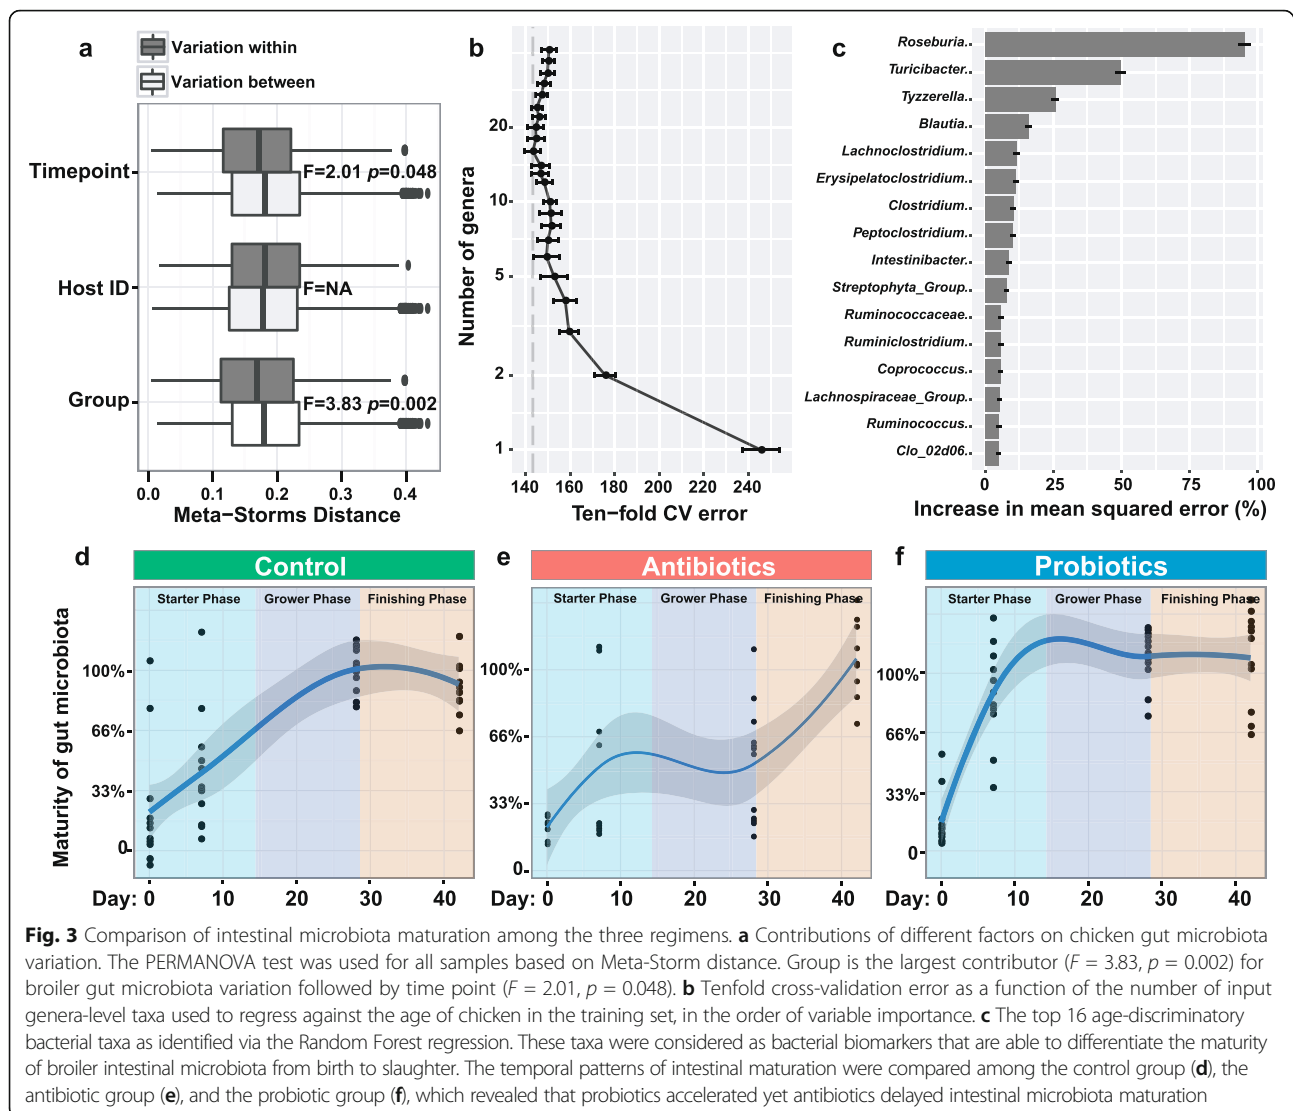 a
Variation within
Variation between
Timepoint
F=2.01 p=0.048
Host ID
F=NA
Group
F=3.83 p=0.002
0.0 0.1 0.2 0.3 0.4
Meta−Storms Distance
b
Number of genera
20
10
5
2
1
140 160 180 200 220 240
Ten−fold CV error
c
Roseburia.
Turicibacter.
Tyzzerella.
Blautia.
Lachnoclostridium.
Erysipelatoclostridium.
Clostridium.
Peptoclostridium.
Intestinibacter.
Streptophyta_Group.
Ruminococcaceae.
Ruminiclostridium.
Coprococcus.
Lachnospiraceae_Group.
Ruminococcus.
Clo_02d06.
0 25 50 75 100
Increase in mean squared error (%)
d
Control
Starter Phase Grower Phase Finishing Phase
Maturity of gut microbiota
100%
66%
33%
0
Day: 0 10 20 30 40
e
Antibiotics
Starter Phase Grower Phase Finishing Phase
100%
66%
33%
0
Day: 0 10 20 30 40
f
Probiotics
Starter Phase Grower Phase Finishing Phase
100%
66%
33%
0
Day: 0 10 20 30 40
Fig. 3 Comparison of intestinal microbiota maturation among the three regimens. a Contributions of different factors on chicken gut microbiota
variation. The PERMANOVA test was used for all samples based on Meta-Storm distance. Group is the largest contributor (F = 3.83, p = 0.002) for
broiler gut microbiota variation followed by time point (F = 2.01, p = 0.048). b Tenfold cross-validation error as a function of the number of input
genera-level taxa used to regress against the age of chicken in the training set, in the order of variable importance. c The top 16 age-discriminatory
bacterial taxa as identified via the Random Forest regression. These taxa were considered as bacterial biomarkers that are able to differentiate the maturity
of broiler intestinal microbiota from birth to slaughter. The temporal patterns of intestinal maturation were compared among the control group (d), the
antibiotic group (e), and the probiotic group (f), which revealed that probiotics accelerated yet antibiotics delayed intestinal microbiota maturation